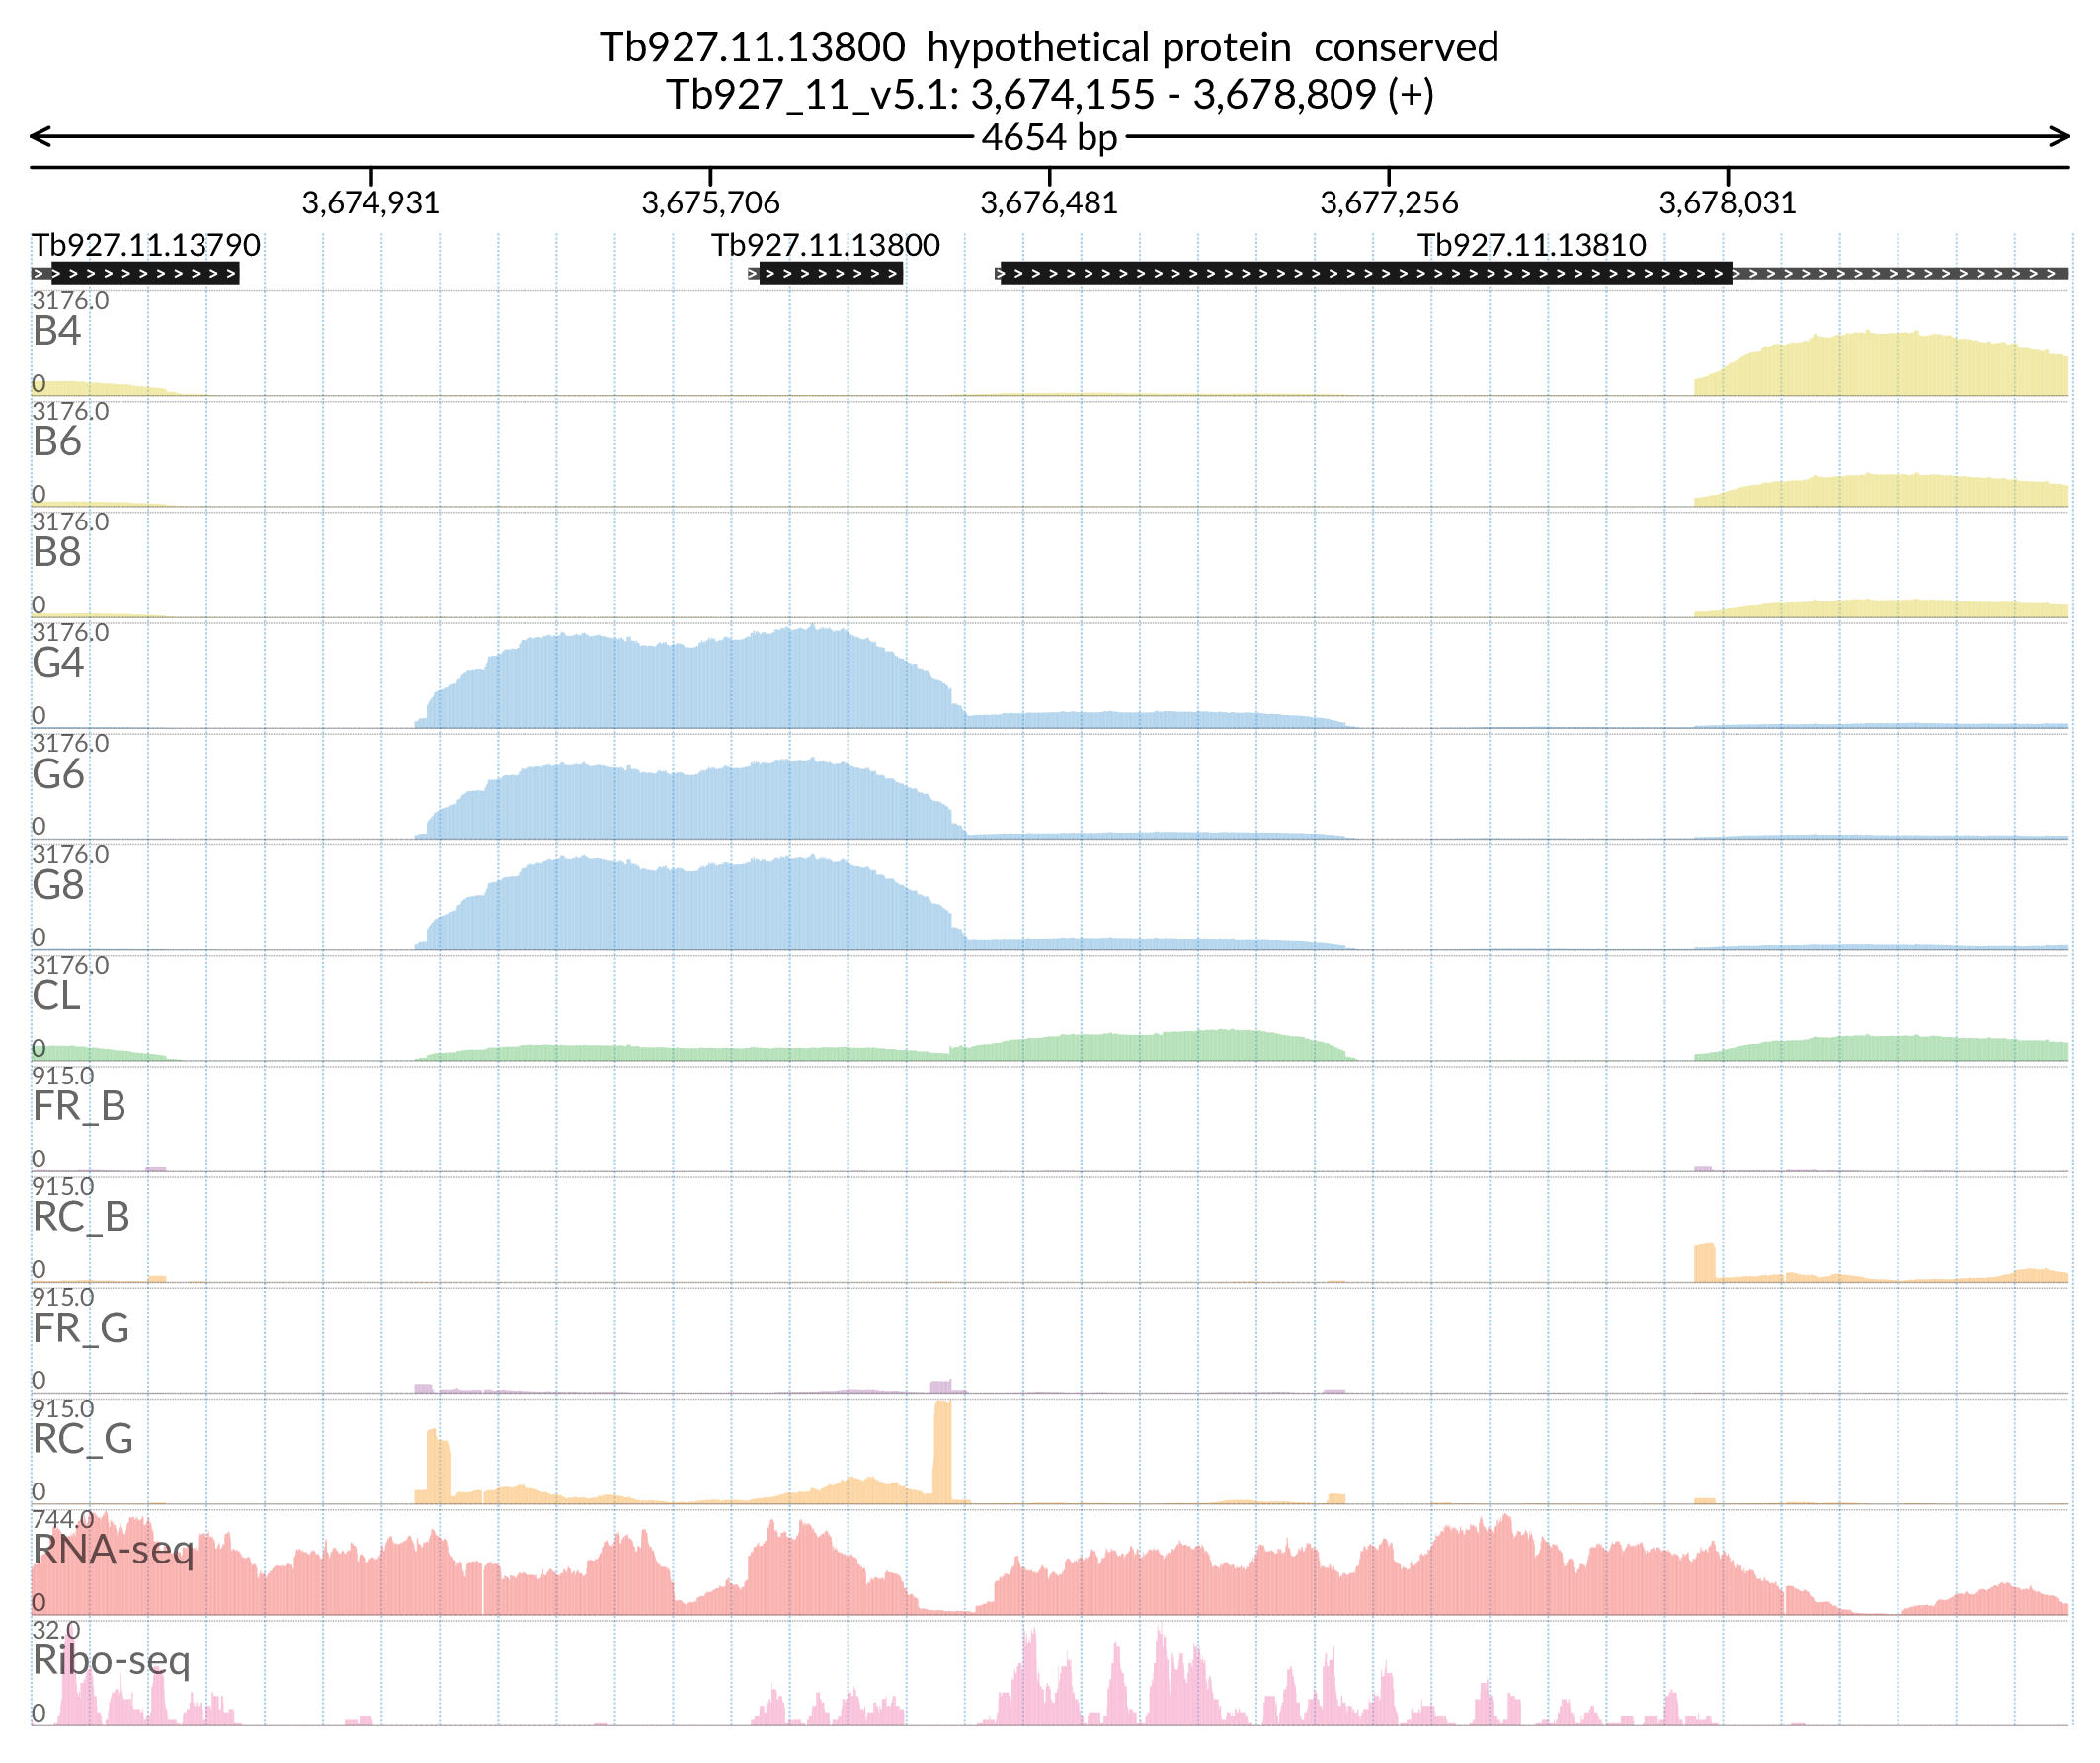 Tb927.11.13800  hypothetical protein  conserved
Tb927_11_v5.1: 3,674,155 - 3,678,809 (+)
4654 bp
3,674,931 3,675,706 3,676,481 3,677,256 3,678,031
Tb927.11.13790 Tb927.11.13800 Tb927.11.13810
3176.0
B4
0
3176.0
B6
0
3176.0
B8
0
3176.0
G4
0
3176.0
G6
0
3176.0
G8
0
3176.0
CL
0
915.0
FR_B
0
915.0
RC_B
0
915.0
FR_G
0
915.0
RC_G
0
744.0
RNA-seq
0
32.0
Ribo-seq
0